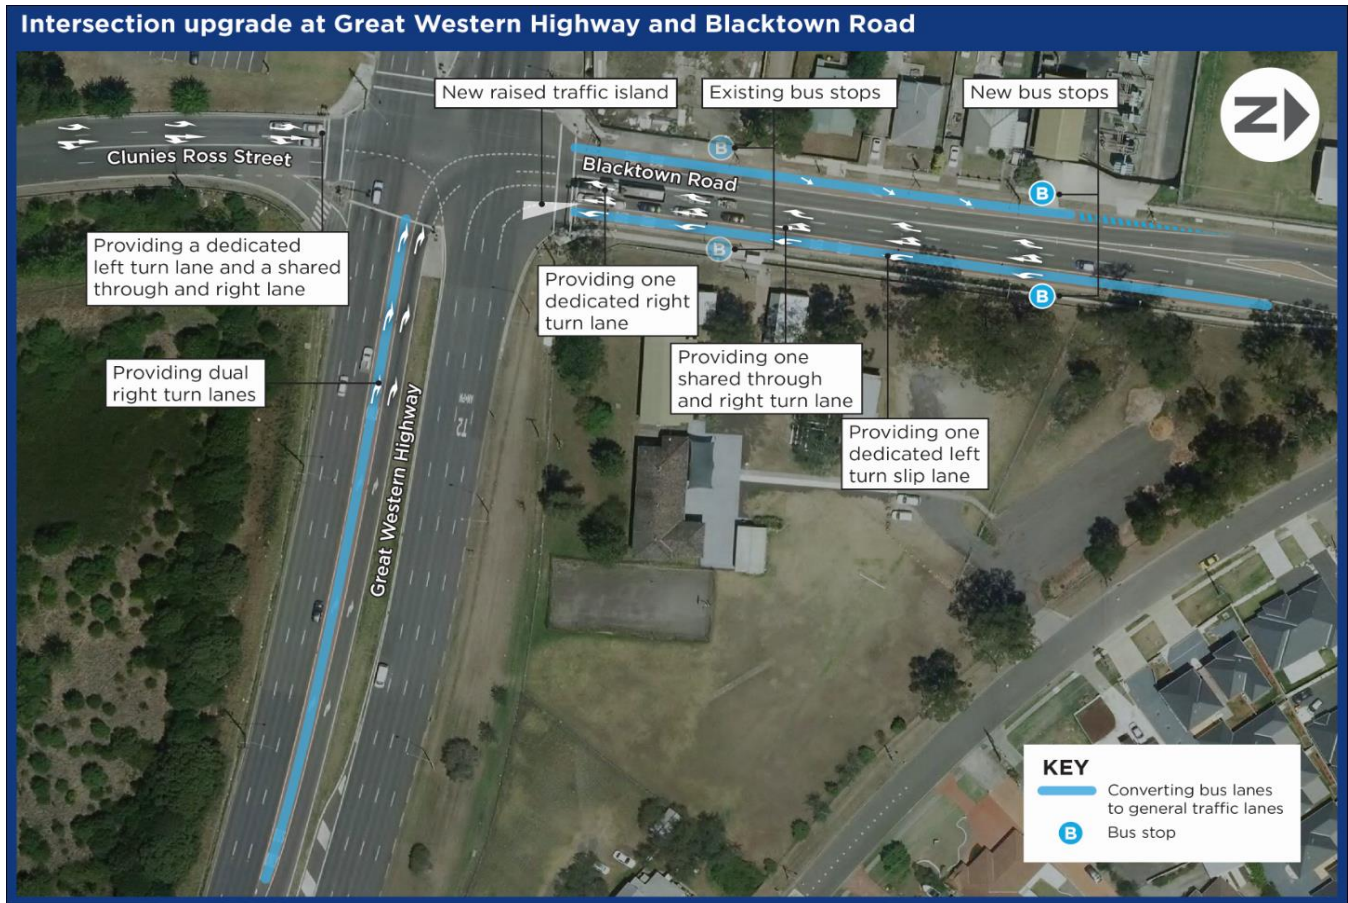 Intersection upgrade at Great Western Highway and Blacktown Road
New raised traffic island
Existing bus stops
New bus stops
N
Clunies Ross Street
Blacktown Road
B
B
B
B
Providing a dedicated
left turn lane and a shared
through and right lane
Providing one
dedicated right
turn lane
Providing dual
right turn lanes
Providing one
shared through
and right turn lane
Great Western Highway
Providing one
dedicated left
turn slip lane
KEY
Converting bus lanes
to general traffic lanes
B
Bus stop